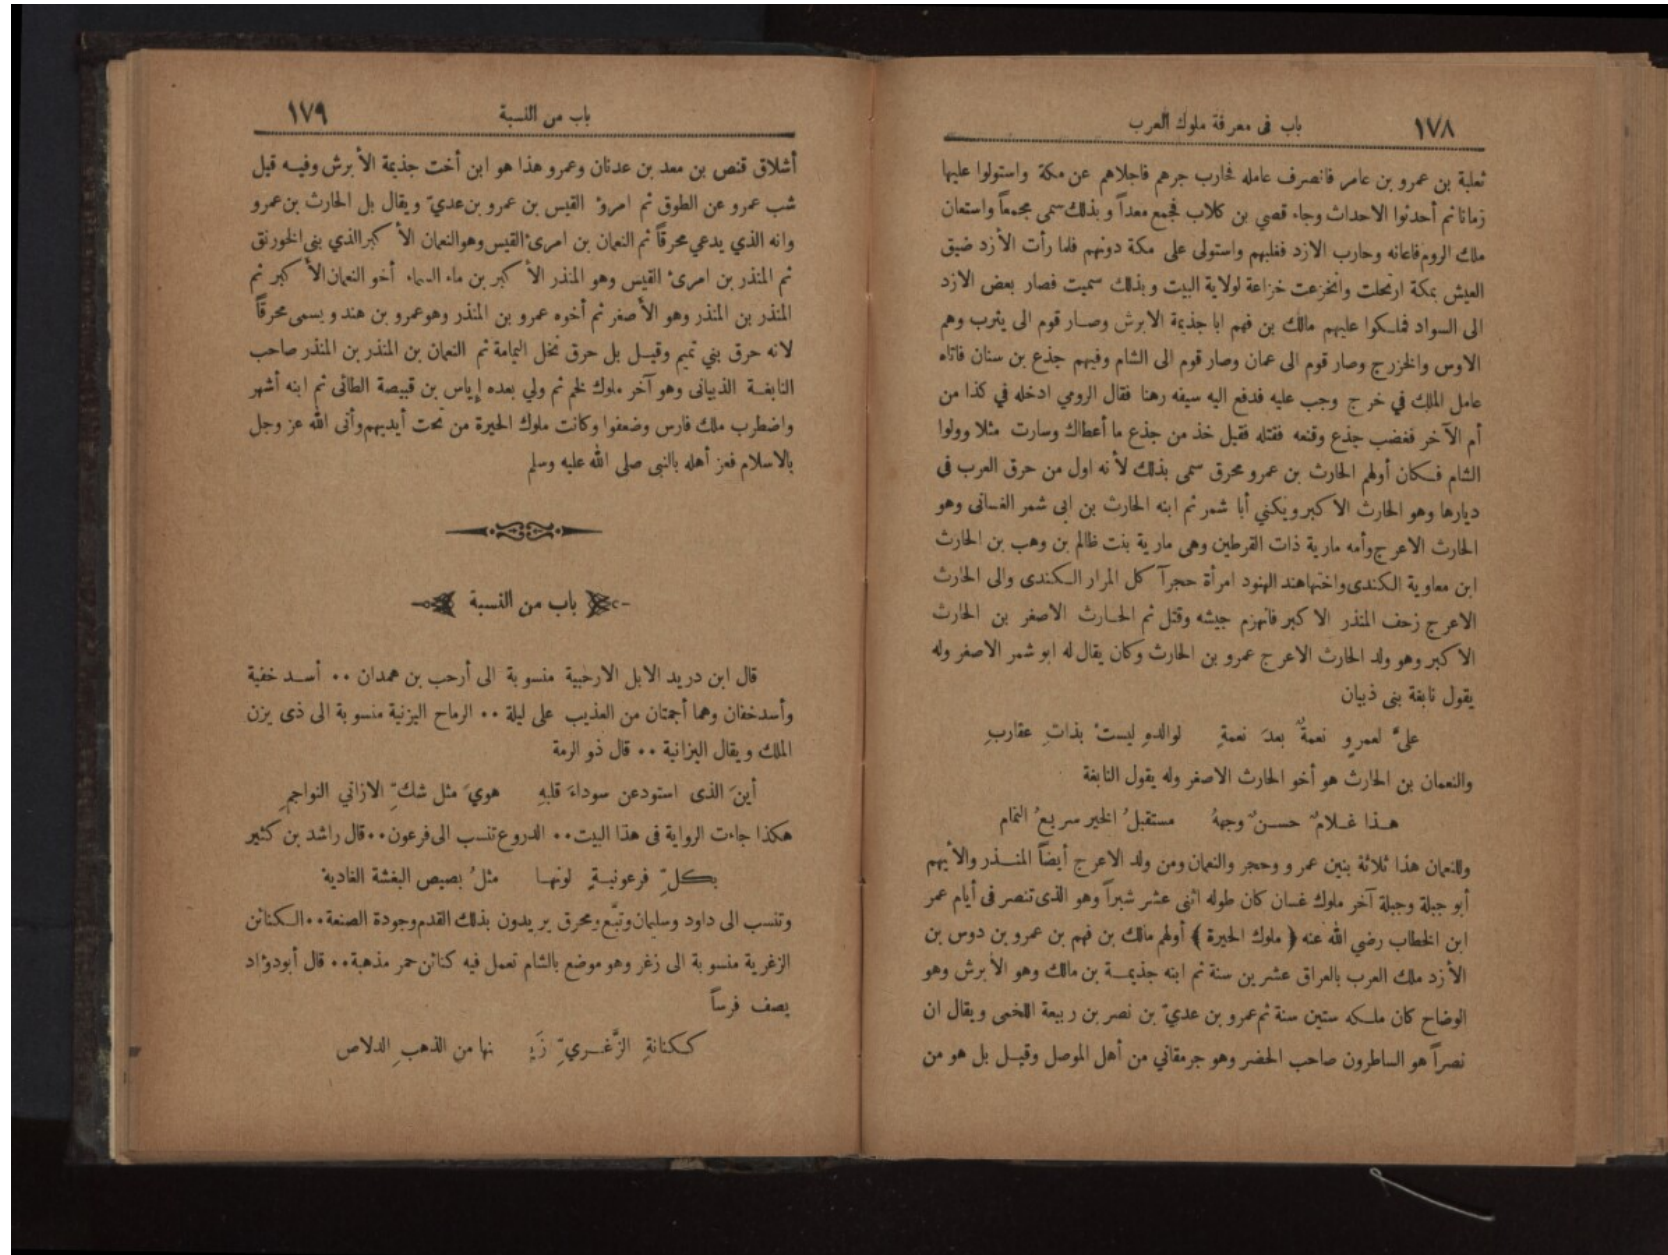 ١٧٨
باب فى معرفة ملوك العرب
ثعلبة بن عمرو بن عامر فانصرف عامله فحارب جرهم فاجلاهم عن مكة واستولوا عليها
زمانا ثم أحدثوا الاحداث وجاء قصي بن كلاب فجمع معداً وبذلك سمى مجمعاً واستعان
ملك الروم فاعانه وحارب الازد فغلبهم واستولى على مكة دونهم فلما رأت الأزد ضيق
العيش بمكة ارتحلت وانخزعت خزاعة لولاية البيت وبذلك سميت فصار بعض الازد
الى السواد فملكوا عليهم مالك بن فهم ابا جذيمة الابرش وصار قوم الى يثرب وهم
الاوس والخزرج وصار قوم الى عمان وصار قوم الى الشام وفيهم جذع بن سنان فاتاه
عامل الملك في خرج وجب عليه فدفع اليه سيفه رهنا فقال الرومي ادخله في كذا من
أم الآخر فغضب جذع وقنعه فقتله فقيل خذ من جذع ما أعطاك وسارت مثلا وولوا
الشام فكان أولهم الحارث بن عمرو محرق سمى بذلك لأنه اول من حرق العرب فى
ديارها وهو الحارث الاكبر ويكني أبا شمر ثم ابنه الحارث بن ابى شمر الغسانى وهو
الحارث الاعرج وأمه مارية ذات القرطين وهى مارية بنت ظالم بن وهب بن الحارث
ابن معاوية الكندى واختها هند الهنود امرأة حجر آكل المرار الكندى والى الحارث
الاعرج زحف المنذر الاكبر فانهزم جيشه وقتل ثم الحارث الاصغر بن الحارث
الاكبر وهو ولد الحارث الاعرج عمرو بن الحارث وكان يقال له ابو شمر الاصغر وله
يقول نابغة بنى ذبيان
علىَّ لعمرٍو نعمةٌ بعدَ نعمةٍ لوالدهِ ليستْ بذاتِ عقاربِ
والنعمان بن الحارث هو أخو الحارث الاصغر وله يقول النابغة
هذا غلامٌ حسنٌ وجههُ مستقبلُ الخير سريعُ التمام
وللنعمان هذا ثلاثة بنين عمرو وحجر والنعمان ومن ولد الاعرج أيضاً المنذر والأيهم
أبو جبلة وجبلة آخر ملوك غسان كان طوله اثنى عشر شبراً وهو الذى تنصر فى أيام عمر
ابن الخطاب رضي الله عنه ( ملوك الحيرة ) أولهم مالك بن فهم بن عمرو بن دوس بن
الأزد ملك العرب بالعراق عشرين سنة ثم ابنه جذيمة بن مالك وهو الأبرش وهو
الوضاح كان ملكه ستين سنة ثم عمرو بن عديّ بن نصر بن ربيعة اللخمى ويقال ان
نصراً هو الساطرون صاحب الحضر وهو جرمقاني من أهل الموصل وقيل بل هو من
باب من النسبة
١٧٩
أشلاق قنص بن معد بن عدنان وعمرو هذا هو ابن أخت جذيمة الأبرش وفيه قيل
شب عمرو عن الطوق ثم امرؤ القيس بن عمرو بن عديّ ويقال بل الحارث بن عمرو
وانه الذي يدعي محرقاً ثم النعمان بن امرئ القيس وهو النعمان الأكبر الذي بنى الخورنق
ثم المنذر بن امرئ القيس وهو المنذر الأكبر بن ماء السماء أخو النعمان الأكبر ثم
المنذر بن المنذر وهو الأصغر ثم أخوه عمرو بن المنذر وهو عمرو بن هند ويسمى محرقاً
لانه حرق بني تميم وقيل بل حرق نخل اليمامة ثم النعمان بن المنذر بن المنذر صاحب
النابغة الذبيانى وهو آخر ملوك لخم ثم ولي بعده إياس بن قبيصة الطائى ثم ابنه أشهر
واضطرب ملك فارس وضعفوا وكانت ملوك الحيرة من تحت أيديهم وأتى الله عز وجل
بالاسلام فعز أهله بالنبى صلى الله عليه وسلم
باب من النسبة
قال ابن دريد الابل الارحبية منسوبة الى أرحب بن همدان ٠٠ أسد خفية
وأسد خفان وهما أجمتان من العذيب على ليلة ٠٠ الرماح اليزنية منسوبة الى ذى يزن
الملك ويقال اليزانية ٠٠ قال ذو الرمة
أينَ الذى استودعن سوداءَ قلبهِ هويَ مثل شكِّ الازاني النواجمِ
هكذا جاءت الرواية فى هذا البيت ٠٠ الدروع تنسب الى فرعون ٠٠ قال راشد بن كثير
بكلِّ فرعونيةٍ لونها مثلُ بصيص البغشة الغادية
وتنسب الى داود وسليمان وتبَّع ومحرق يريدون بذلك القدم وجودة الصنعة ٠٠ الكنائن
الزغرية منسوبة الى زغر وهو موضع بالشام تعمل فيه كنائن حمر مذهبة ٠٠ قال أبو دؤاد
يصف فرساً
ككنانةِ الزَّغريِّ زَيـ نها من الذهبِ الدلاص